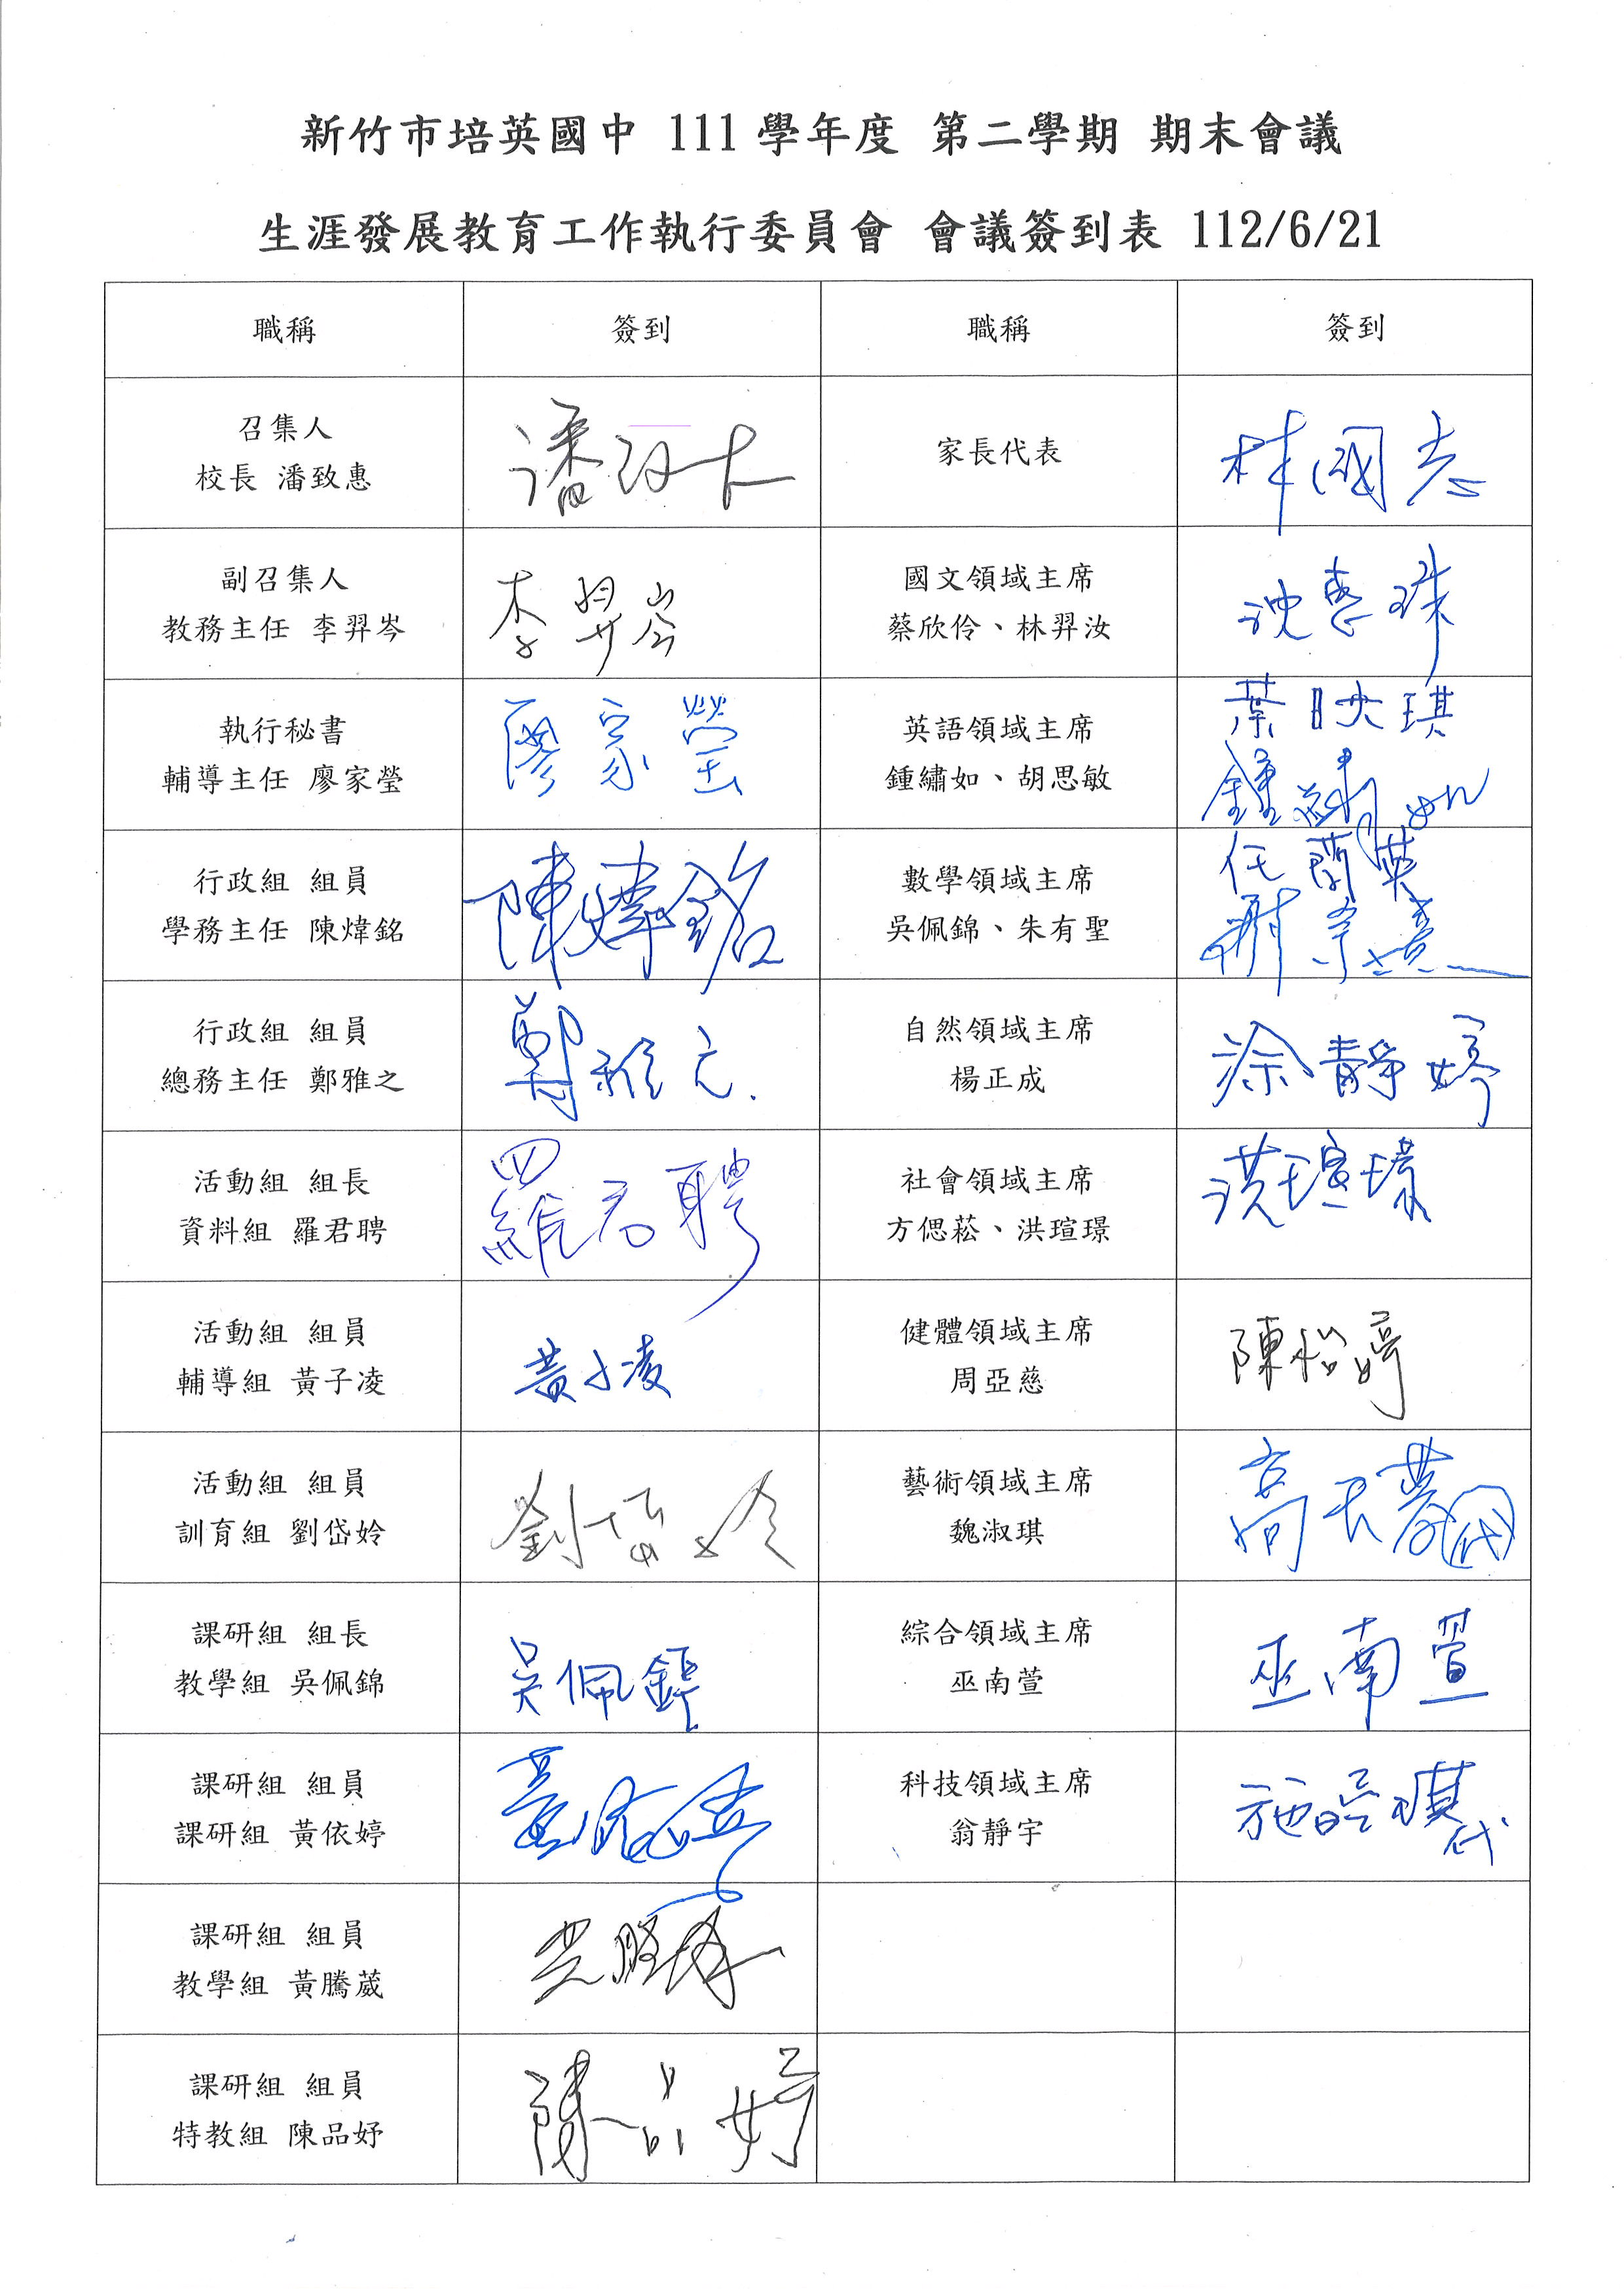 新竹市培英國中 111 學年度 第二學期 期末會議
生涯發展教育工作執行委員會 會議簽到表 112/6/21
職稱 簽到 職稱 簽到
召集人
校長 潘致惠
潘致
家長代表
林國志
副召集人
教務主任 李羿岑
李羿岑
國文領域主席
蔡欣伶、林羿汝
沈惠珠
執行秘書
輔導主任 廖家瑩
廖家瑩
英語領域主席
鍾繡如、胡思敏
葉映琪
鍾繡如
行政組 組員
學務主任 陳煒銘
陳煒銘
數學領域主席
吳佩錦、朱有聖
任蘭英
謝
行政組 組員
總務主任 鄭雅之
鄭雅之
自然領域主席
楊正成
涂靜婷
活動組 組長
資料組 羅君聘
羅君聘
社會領域主席
方偲菘、洪瑄璟
洪瑄璟
活動組 組員
輔導組 黃子凌
黃子凌
健體領域主席
周亞慈
陳怡婷
活動組 組員
訓育組 劉岱姈
劉岱姈
藝術領域主席
魏淑琪
高 代
課研組 組長
教學組 吳佩錦
吳佩錦
綜合領域主席
巫南萱
巫南萱
課研組 組員
課研組 黃依婷
黃依婷
科技領域主席
翁靜宇
施皓琪代
課研組 組員
教學組 黃騰葳
黃騰葳
課研組 組員
特教組 陳品妤
陳品妤